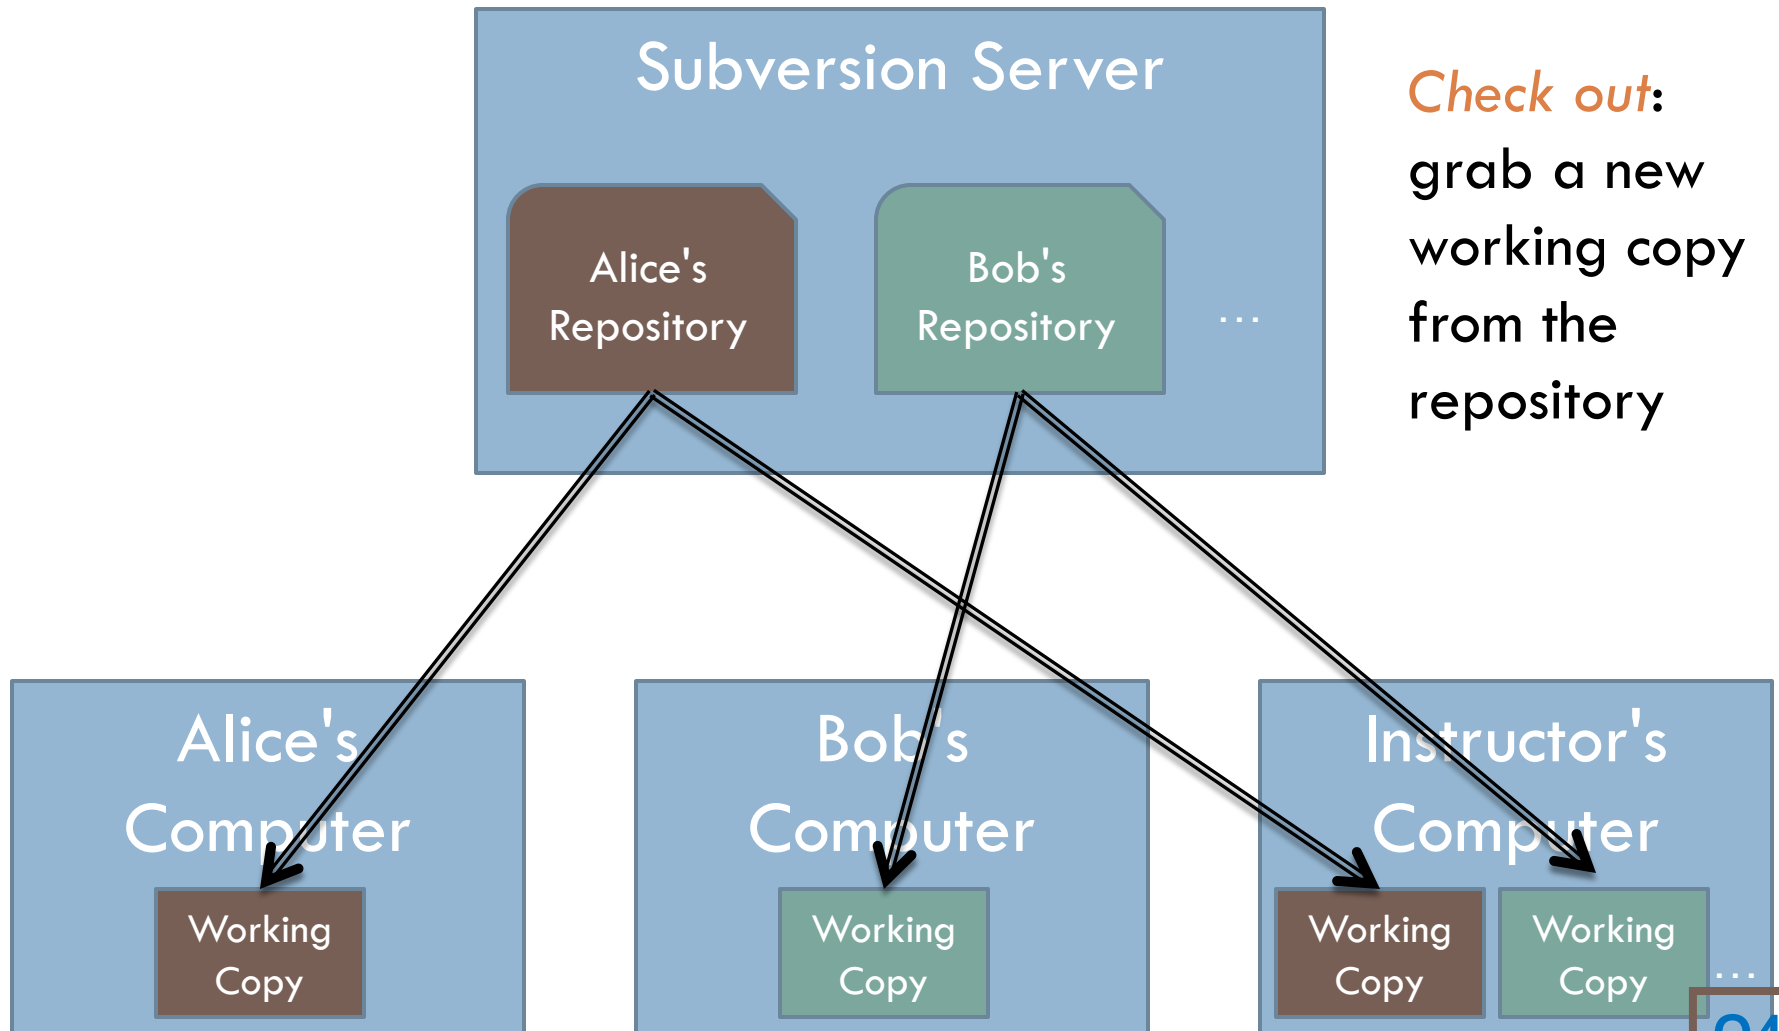 Subversion Server
Check out:
grab a new
working copy
from the
repository
Alice's
Repository
Bob's
Repository
...
Alice's
Computer
Bob's
Computer
Instructor's
Computer
Working
Copy
Working
Copy
Working
Copy
Working
Copy
...